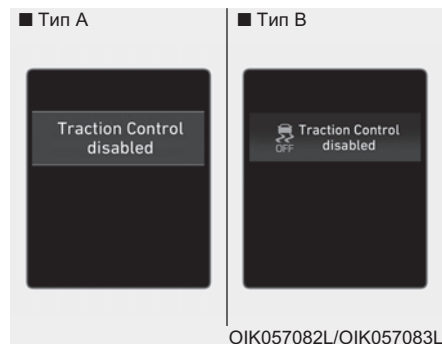 ■ Тип A
Traction Control
disabled
■ Тип B
Traction Control
OFF disabled
OIK057082L/OIK057083L